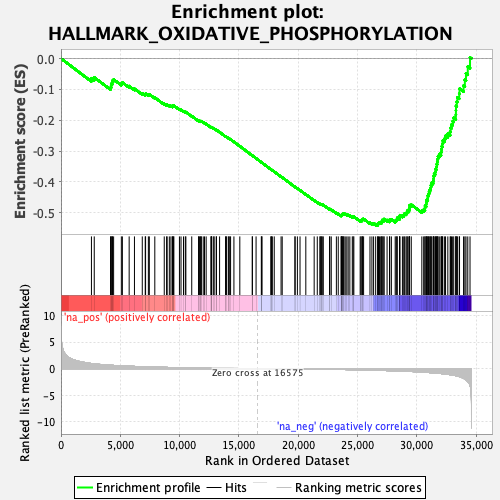 Enrichment plot:
HALLMARK_OXIDATIVE_PHOSPHORYLATION
Enrichment score (ES)
0.0
-0.1
-0.2
-0.3
-0.4
-0.5
'na_pos' (positively correlated)
Ranked list metric (PreRanked)
10
5
0
-5
-10
Zero cross at 16575
'na_neg' (negatively correlated)
0
5,000
10,000
15,000
20,000
25,000
30,000
35,000
Rank in Ordered Dataset
Enrichment profile
Hits
Ranking metric scores